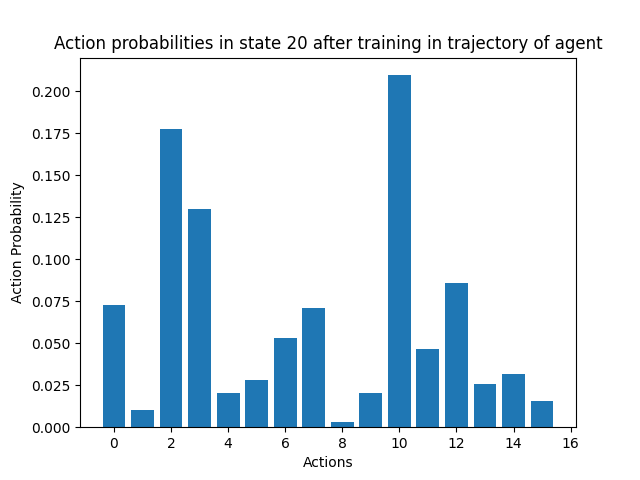 Action probabilities in state 20 after training in trajectory of agent
0.200
0.175
0.150
0.125
0.100
0.075
0.050
0.025
0.000
Action Probability
0 2 4 6 8 10 12 14 16
Actions